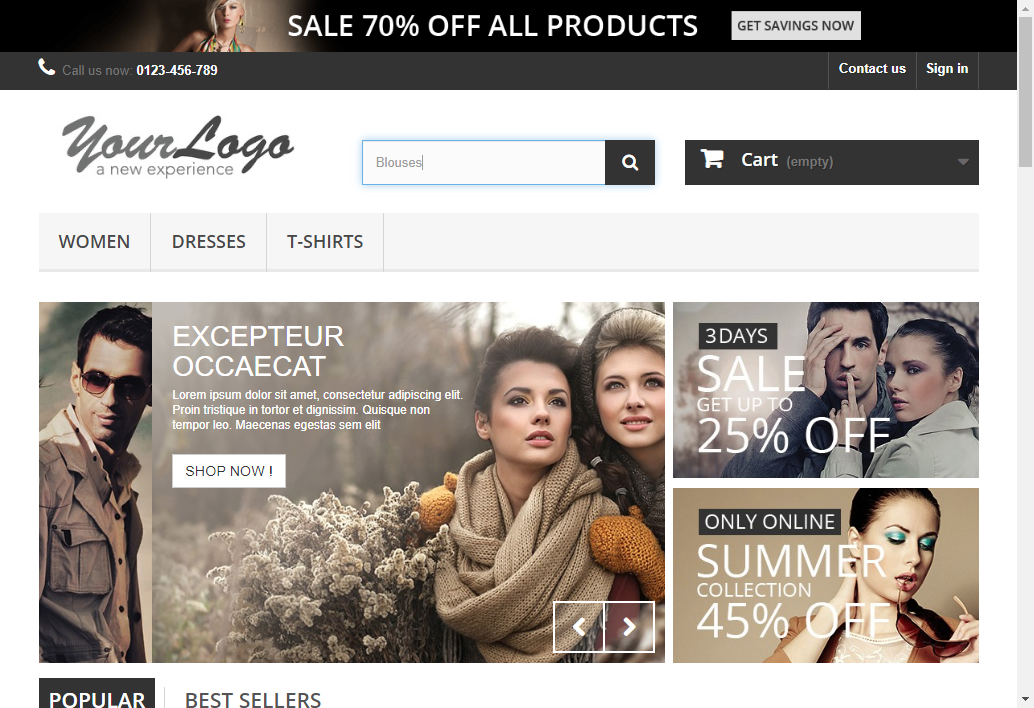 SALE 70% OFF ALL PRODUCTS
GET SAVINGS NOW
Call us now: 0123-456-789
Contact us
Sign in
YourLogo
a new experience
Blouses
Cart (empty)
WOMEN
DRESSES
T-SHIRTS
EXCEPTEUR
OCCAECAT
Lorem ipsum dolor sit amet, consectetur adipiscing elit.
Proin tristique in tortor et dignissim. Quisque non
tempor leo. Maecenas egestas sem elit
SHOP NOW !
3 DAYS
SALE
GET UP TO
25% OFF
ONLY ONLINE
SUMMER
COLLECTION
45% OFF
POPULAR
BEST SELLERS